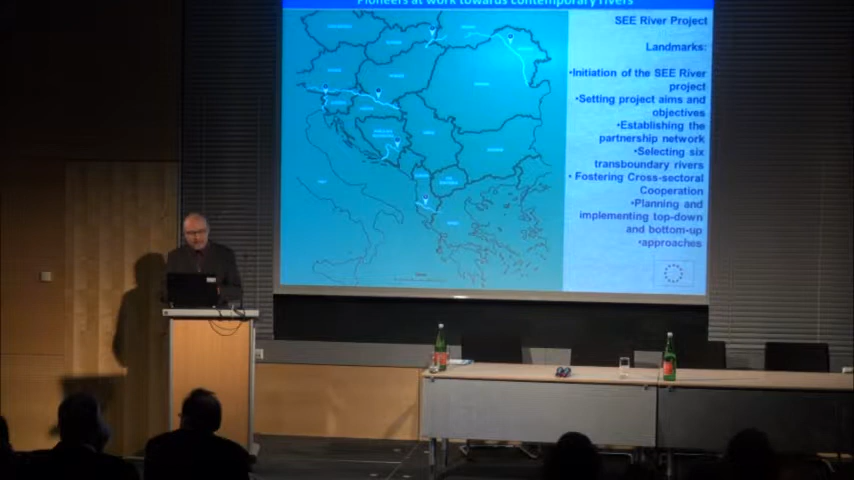 Pioneers at work towards contemporary rivers
SEE River Project
Landmarks:
•Initiation of the SEE River
project
•Setting project aims and
objectives
•Establishing the
partnership network
•Selecting six
transboundary rivers
• Fostering Cross-sectoral
Cooperation
•Planning and
implementing top-down
and bottom-up
•approaches